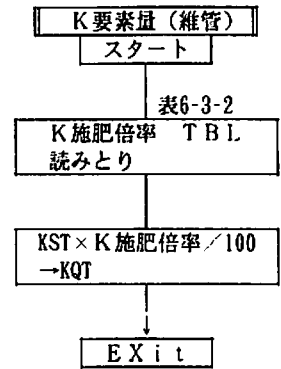 K要素量（維管）
スタート
表6-3-2
K施肥倍率　TBL
読みとり
KST×K施肥倍率／100
→KQT
EXit